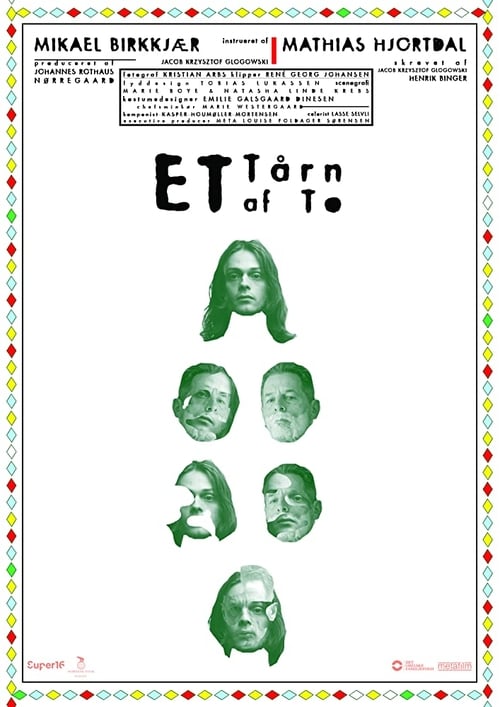 MIKAEL BIRKKJÆR
instrueret af
JACOB KRZYSZTOF GLOGOWSKI
MATHIAS HJORTDAL
produceret af
JOHANNES ROTHAUS
NØRREGAARD
skrevet af
JACOB KRZYSZTOF GLOGOWSKI
HENRIK BINGER
fotograf KRISTIAN ARBS klipper RENÉ GEORG JOHANSEN
lyddesign TOBIAS LUKASSEN scenografi
MARIE BOYE & NATASHA LINDE KREBS
kostumedesigner EMILIE GALSGAARD DINESEN
chefsminkør MARIE WESTERGAARD
komponist KASPER HOUMØLLER MORTENSEN colorist LASSE SELVLI
executive producer META LOUISE FOLDAGER SØRENSEN
ET Tårn
af To
Super16
metafilm